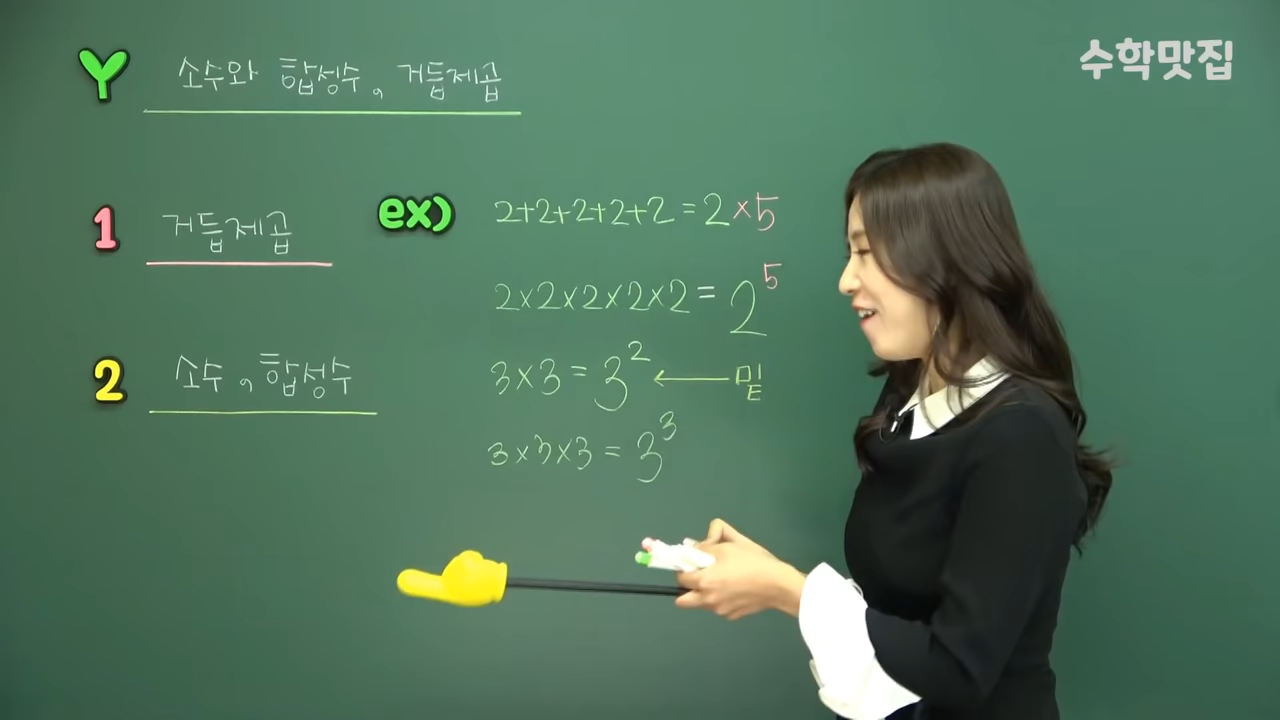 수학맛집
Y 소수와 합성수, 거듭제곱
1 거듭제곱
ex) 2+2+2+2+2=2×5
2×2×2×2×2=2⁵
3×3=3² ← 밑
3×3×3=3³
2 소수, 합성수